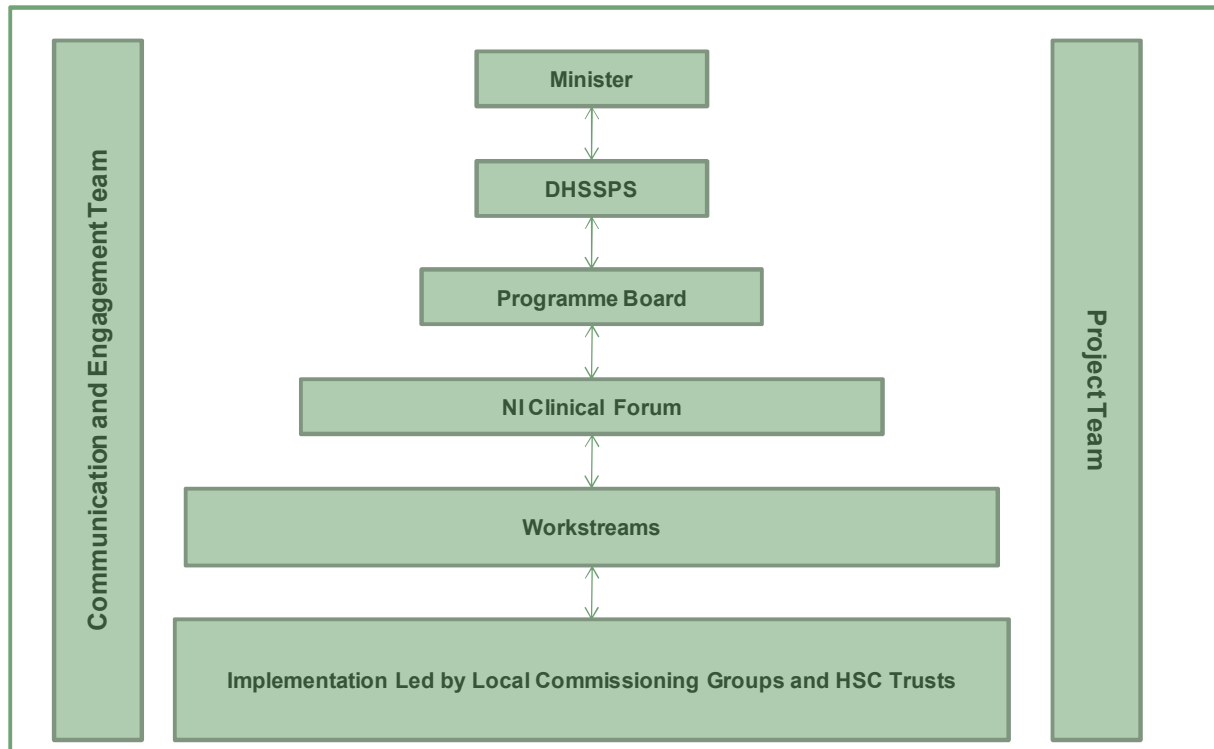 Communication and Engagement Team
Minister
DHSSPS
Programme Board
NI Clinical Forum
Workstreams
Implementation Led by Local Commissioning Groups and HSC Trusts
Project Team